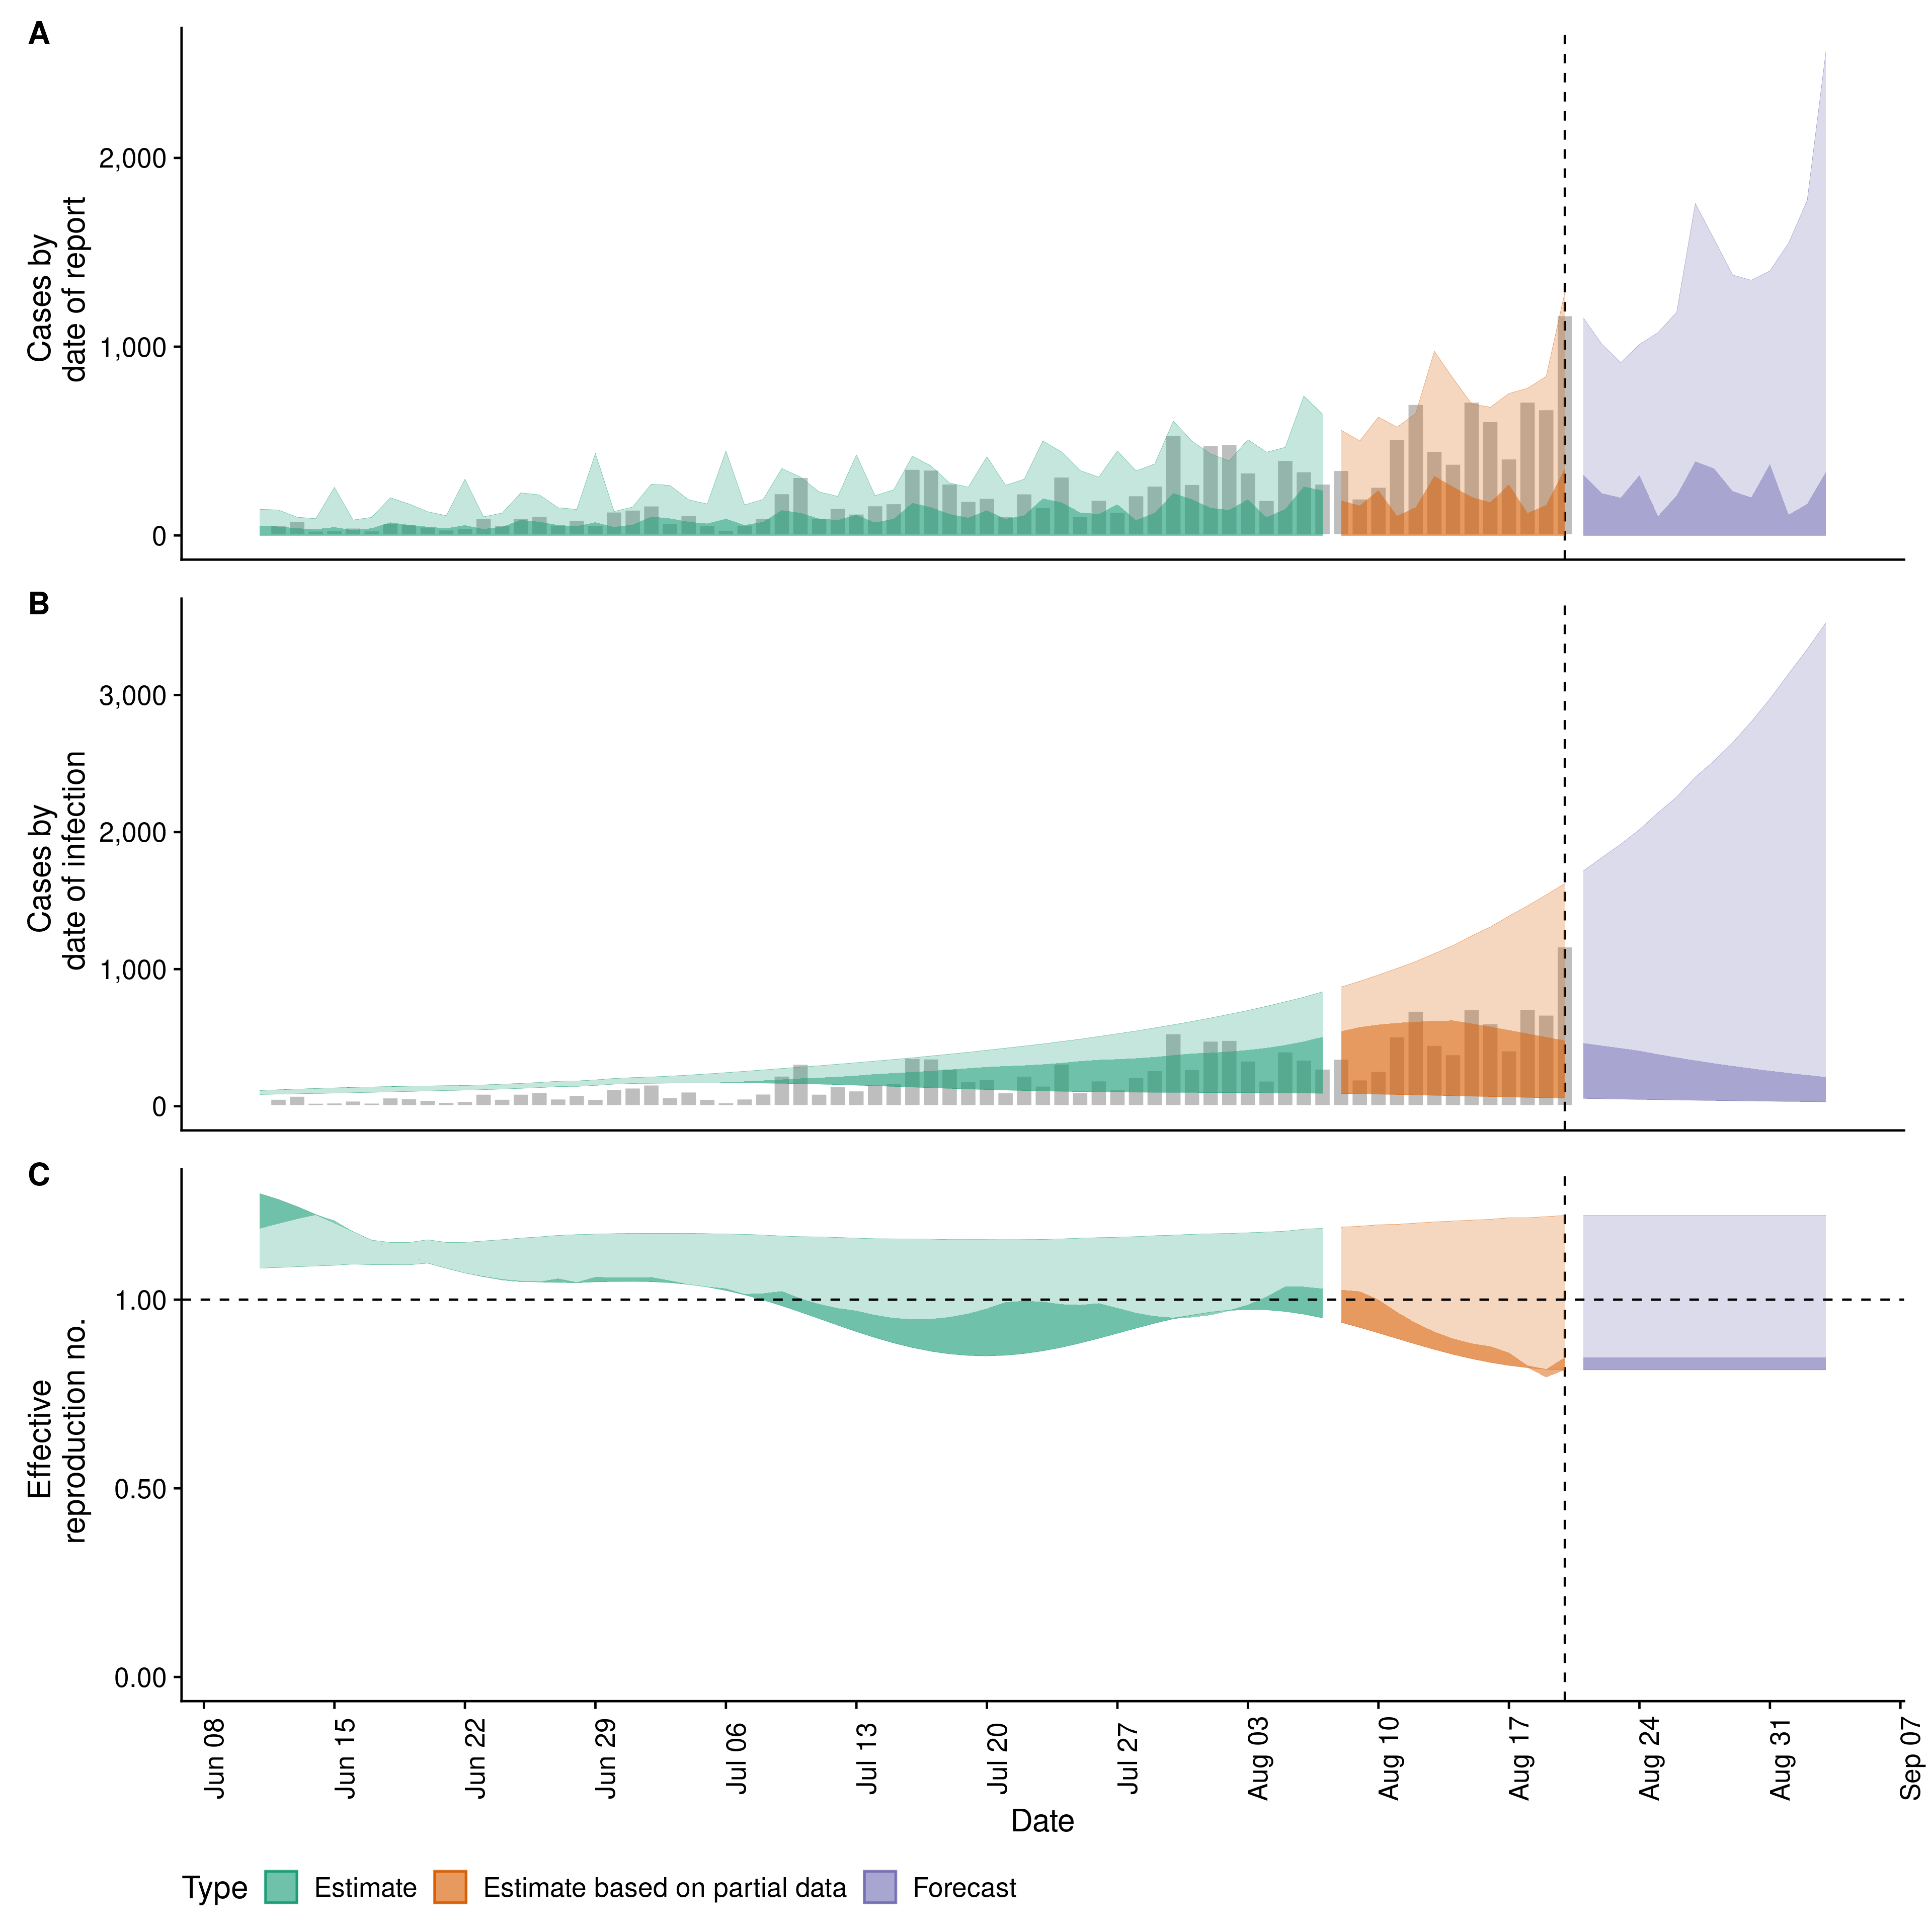 A
Cases by
date of report
2,000
1,000
0
B
Cases by
date of infection
3,000
2,000
1,000
0
C
Effective
reproduction no.
1.00
0.50
0.00
Jun 08
Jun 15
Jun 22
Jun 29
Jul 06
Jul 13
Jul 20
Jul 27
Aug 03
Aug 10
Aug 17
Aug 24
Aug 31
Sep 07
Date
Type Estimate Estimate based on partial data Forecast